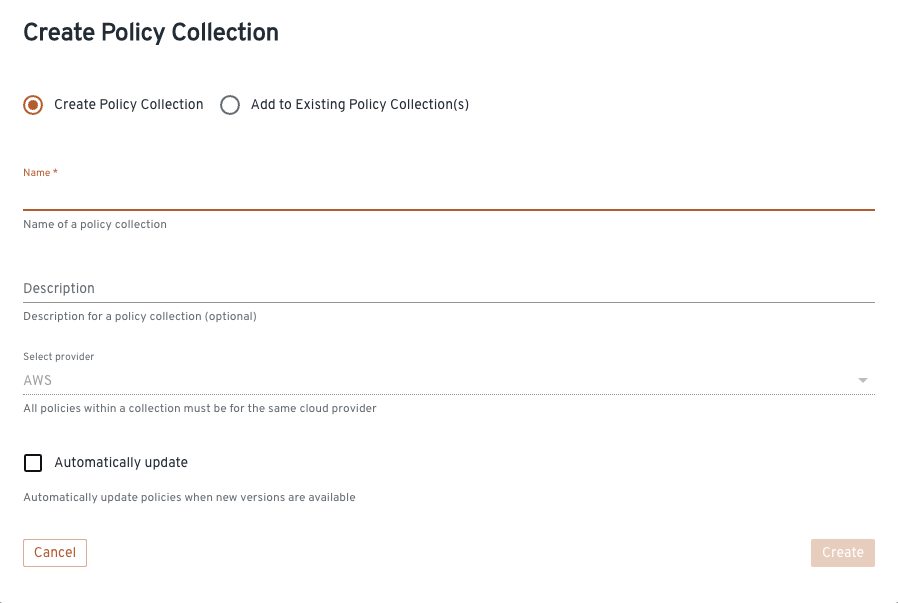 Create Policy Collection
Create Policy Collection Add to Existing Policy Collection(s)
Name *
Name of a policy collection
Description
Description for a policy collection (optional)
Select provider
AWS
All policies within a collection must be for the same cloud provider
Automatically update
Automatically update policies when new versions are available
Cancel Create